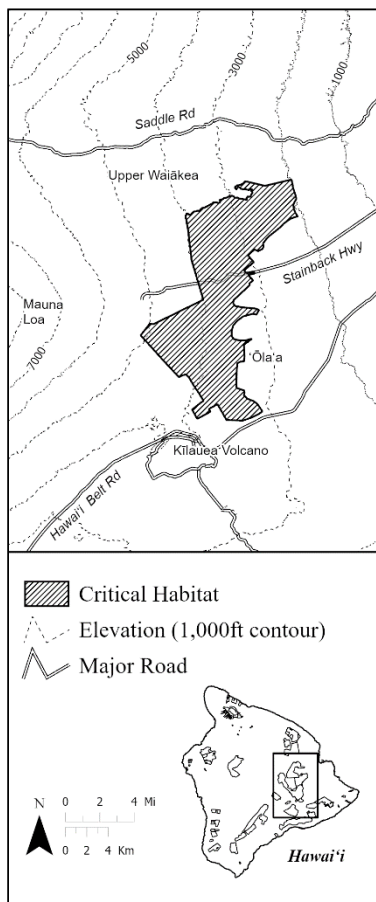 5000
3000
1000
Saddle Rd
Upper Waiākea
Stainback Hwy
Mauna
Loa
7000
ʻŌlaʻa
Kīlauea Volcano
Hawaiʻi Belt Rd
Critical Habitat
Elevation (1,000ft contour)
Major Road
N
0 2 4 Mi
0 2 4 Km
Hawaiʻi